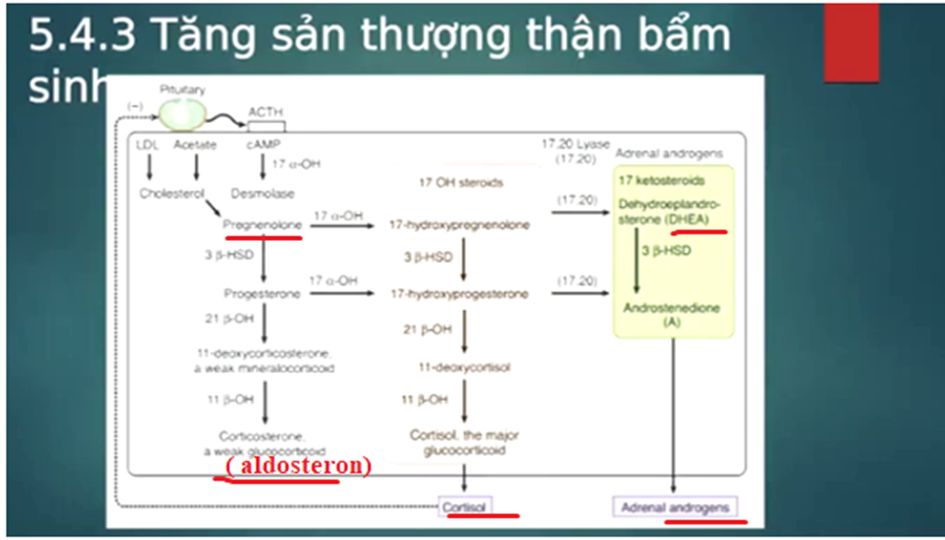 5.4.3 Tăng sản thượng thận bẩm
sinh
Pituitary
(−)
ACTH
LDL Acetate cAMP
17,20 Lyase
(17,20)
Adrenal androgens
17 α-OH
17 OH steroids
17 ketosteroids
Cholesterol Desmolase
(17,20)
Dehydroeplandro-
sterone (DHEA)
Pregnenolone 17 α-OH 17-hydroxypregnenolone
3 β-HSD 3 β-HSD 3 β-HSD
Progesterone 17 α-OH 17-hydroxyprogesterone (17,20)
Androstenedione
(A)
21 β-OH 21 β-OH
11-deoxycorticosterone,
a weak mineralocorticoid
11-deoxycortisol
11 β-OH 11 β-OH
Corticosterone,
a weak glucocorticoid
Cortisol, the major
glucocorticoid
( aldosteron)
Cortisol Adrenal androgens